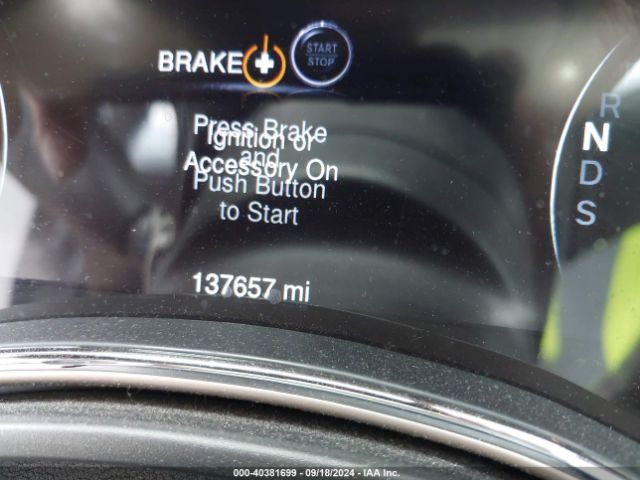 BRAKE + START
STOP
Press Brake
Ignition or
and
Accessory On
Push Button
to Start
137657 mi
R
N
D
S
000-40381699 - 09/18/2024 - IAA Inc.